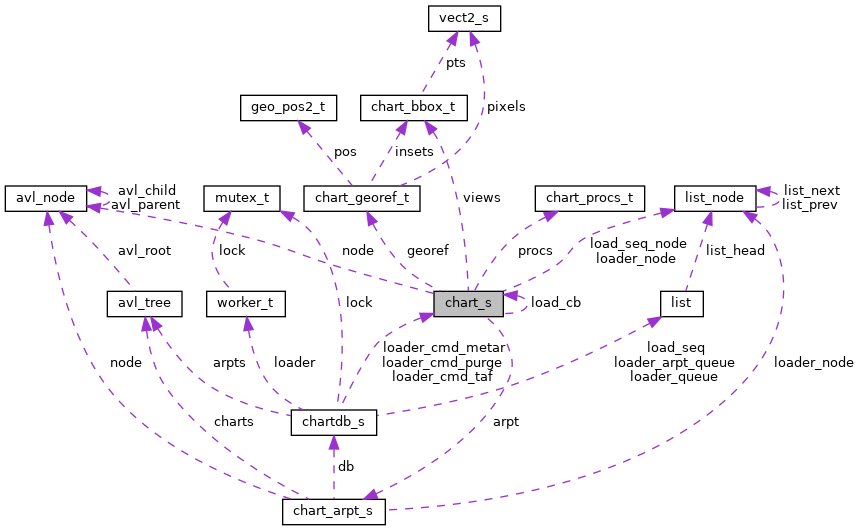 vect2_s
pts
geo_pos2_t
chart_bbox_t
pixels
pos
insets
avl_node
avl_child
avl_parent
mutex_t
chart_georef_t
views
chart_procs_t
list_node
list_next
list_prev
avl_root
lock
node
georef
procs
load_seq_node
loader_node
list_head
avl_tree
worker_t
lock
chart_s
load_cb
list
node
arpts
loader
loader_cmd_metar
loader_cmd_purge
loader_cmd_taf
load_seq
loader_arpt_queue
loader_queue
loader_node
charts
chartdb_s
arpt
db
chart_arpt_s